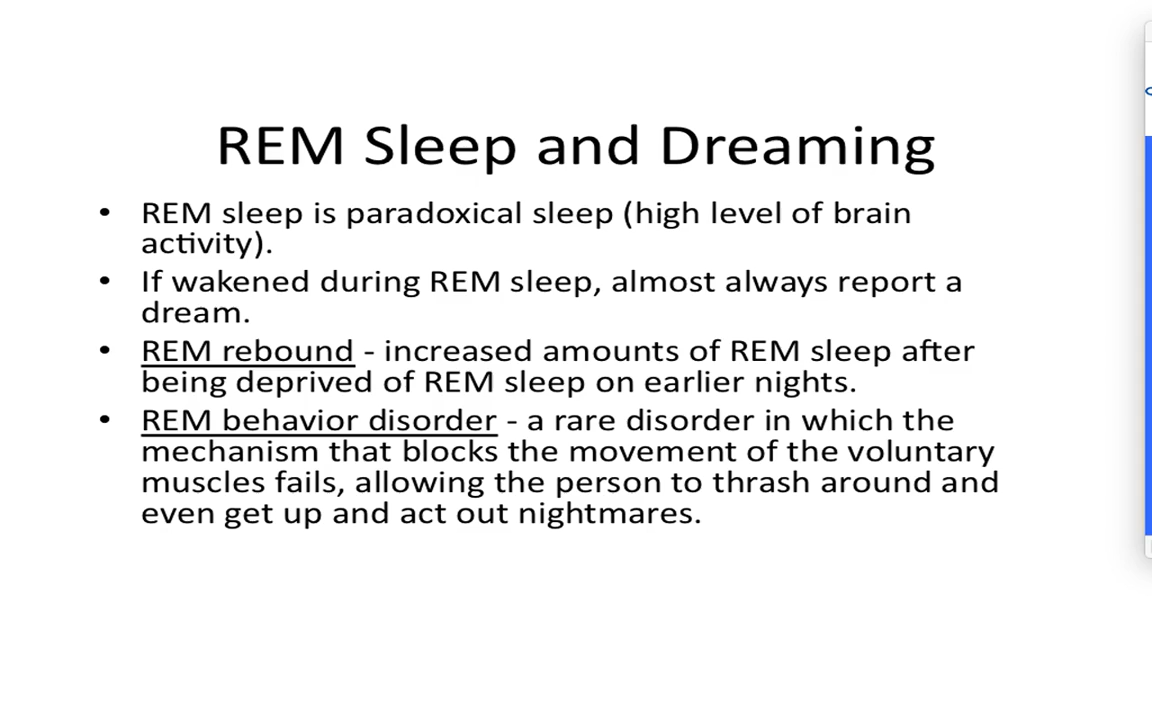 REM Sleep and Dreaming
• REM sleep is paradoxical sleep (high level of brain
activity).
• If wakened during REM sleep, almost always report a
dream.
• REM rebound - increased amounts of REM sleep after
being deprived of REM sleep on earlier nights.
• REM behavior disorder - a rare disorder in which the
mechanism that blocks the movement of the voluntary
muscles fails, allowing the person to thrash around and
even get up and act out nightmares.